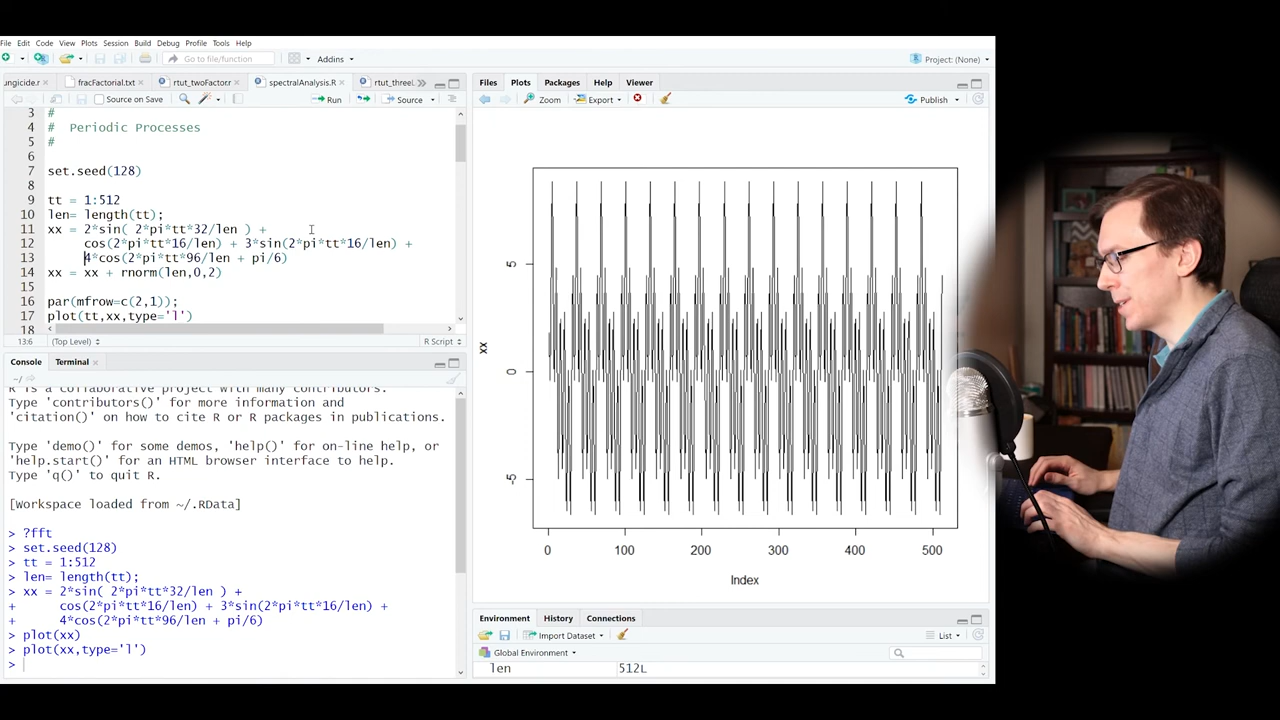 File Edit Code View Plots Session Build Debug Profile Tools Help
Go to file/function
Addins
Project: (None)
ungicide.r
fracFactorial.txt
rtut_twoFactor.r
spectralAnalysis.R
rtut_threeL
Source on Save
Run
Source
3 #
4 # Periodic Processes
5 #
6
7 set.seed(128)
8
9 tt = 1:512
10 len= length(tt);
11 xx = 2*sin( 2*pi*tt*32/len ) +
12 cos(2*pi*tt*16/len) + 3*sin(2*pi*tt*16/len) +
13 4*cos(2*pi*tt*96/len + pi/6)
14 xx = xx + rnorm(len,0,2)
15
16 par(mfrow=c(2,1));
17 plot(tt,xx,type='l')
18
13:6
(Top Level)
R Script
Console Terminal
~/
R is a collaborative project with many contributors.
Type 'contributors()' for more information and
'citation()' on how to cite R or R packages in publications.
Type 'demo()' for some demos, 'help()' for on-line help, or
'help.start()' for an HTML browser interface to help.
Type 'q()' to quit R.
[Workspace loaded from ~/.RData]
> ?fft
> set.seed(128)
> tt = 1:512
> len= length(tt);
> xx = 2*sin( 2*pi*tt*32/len ) +
+ cos(2*pi*tt*16/len) + 3*sin(2*pi*tt*16/len) +
+ 4*cos(2*pi*tt*96/len + pi/6)
> plot(xx)
> plot(xx,type='l')
>
Files Plots Packages Help Viewer
Zoom
Export
Publish
xx
5
0
-5
0 100 200 300 400 500
Index
Environment History Connections
Import Dataset
List
Global Environment
len 512L